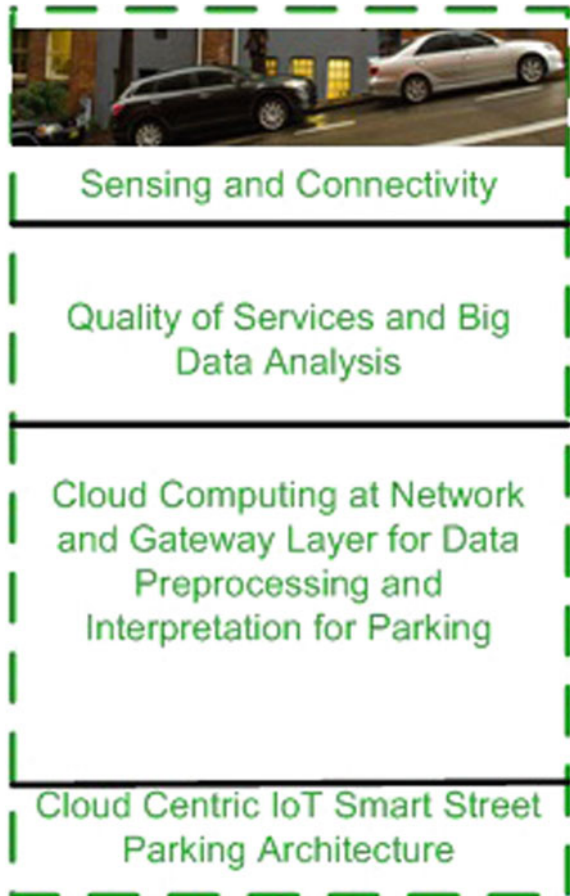 Sensing and Connectivity
Quality of Services and Big
Data Analysis
Cloud Computing at Network
and Gateway Layer for Data
Preprocessing and
Interpretation for Parking
Cloud Centric IoT Smart Street
Parking Architecture